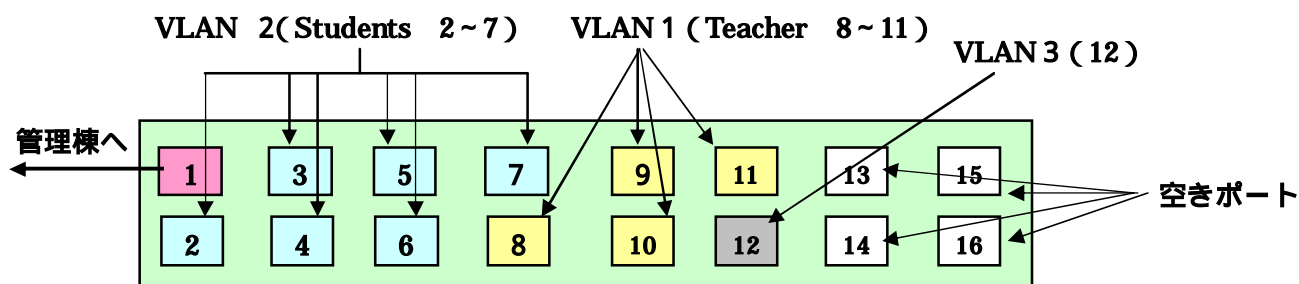 VLAN 2(Students 2~7)
VLAN 1 (Teacher 8~11)
VLAN 3 (12)
管理棟へ
1 3 5 7 9 11 13 15
空きポート
2 4 6 8 10 12 14 16